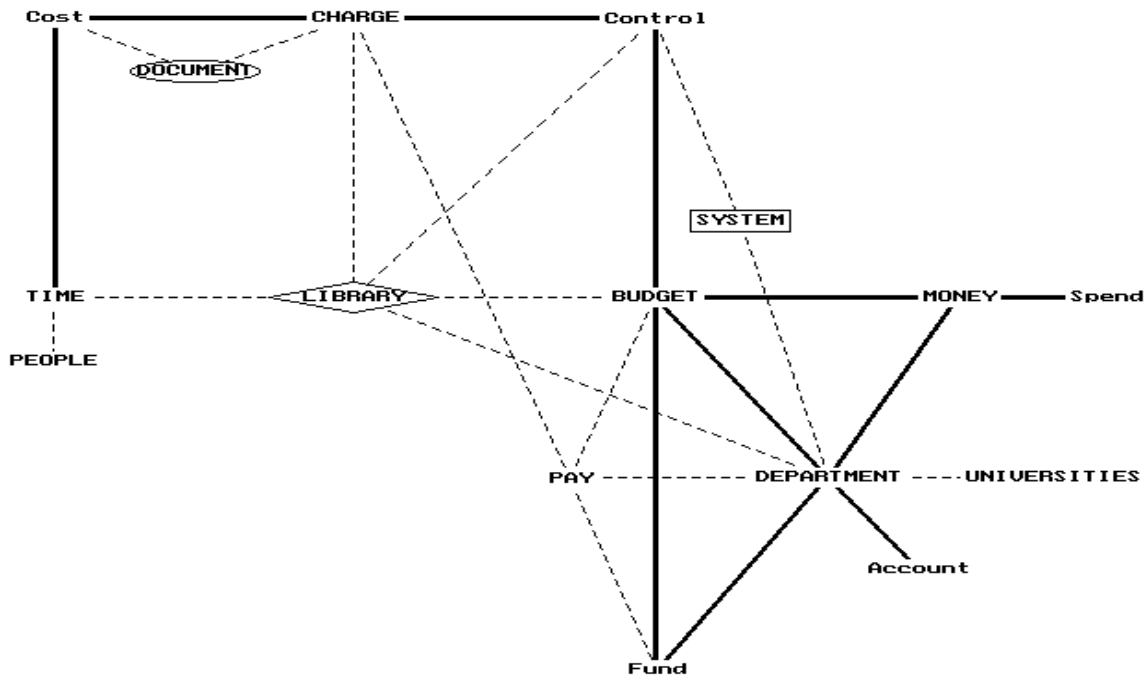 Cost
CHARGE
Control
DOCUMENT
SYSTEM
TIME
LIBRARY
BUDGET
MONEY
Spend
PEOPLE
PAY
DEPARTMENT
UNIVERSITIES
Account
Fund